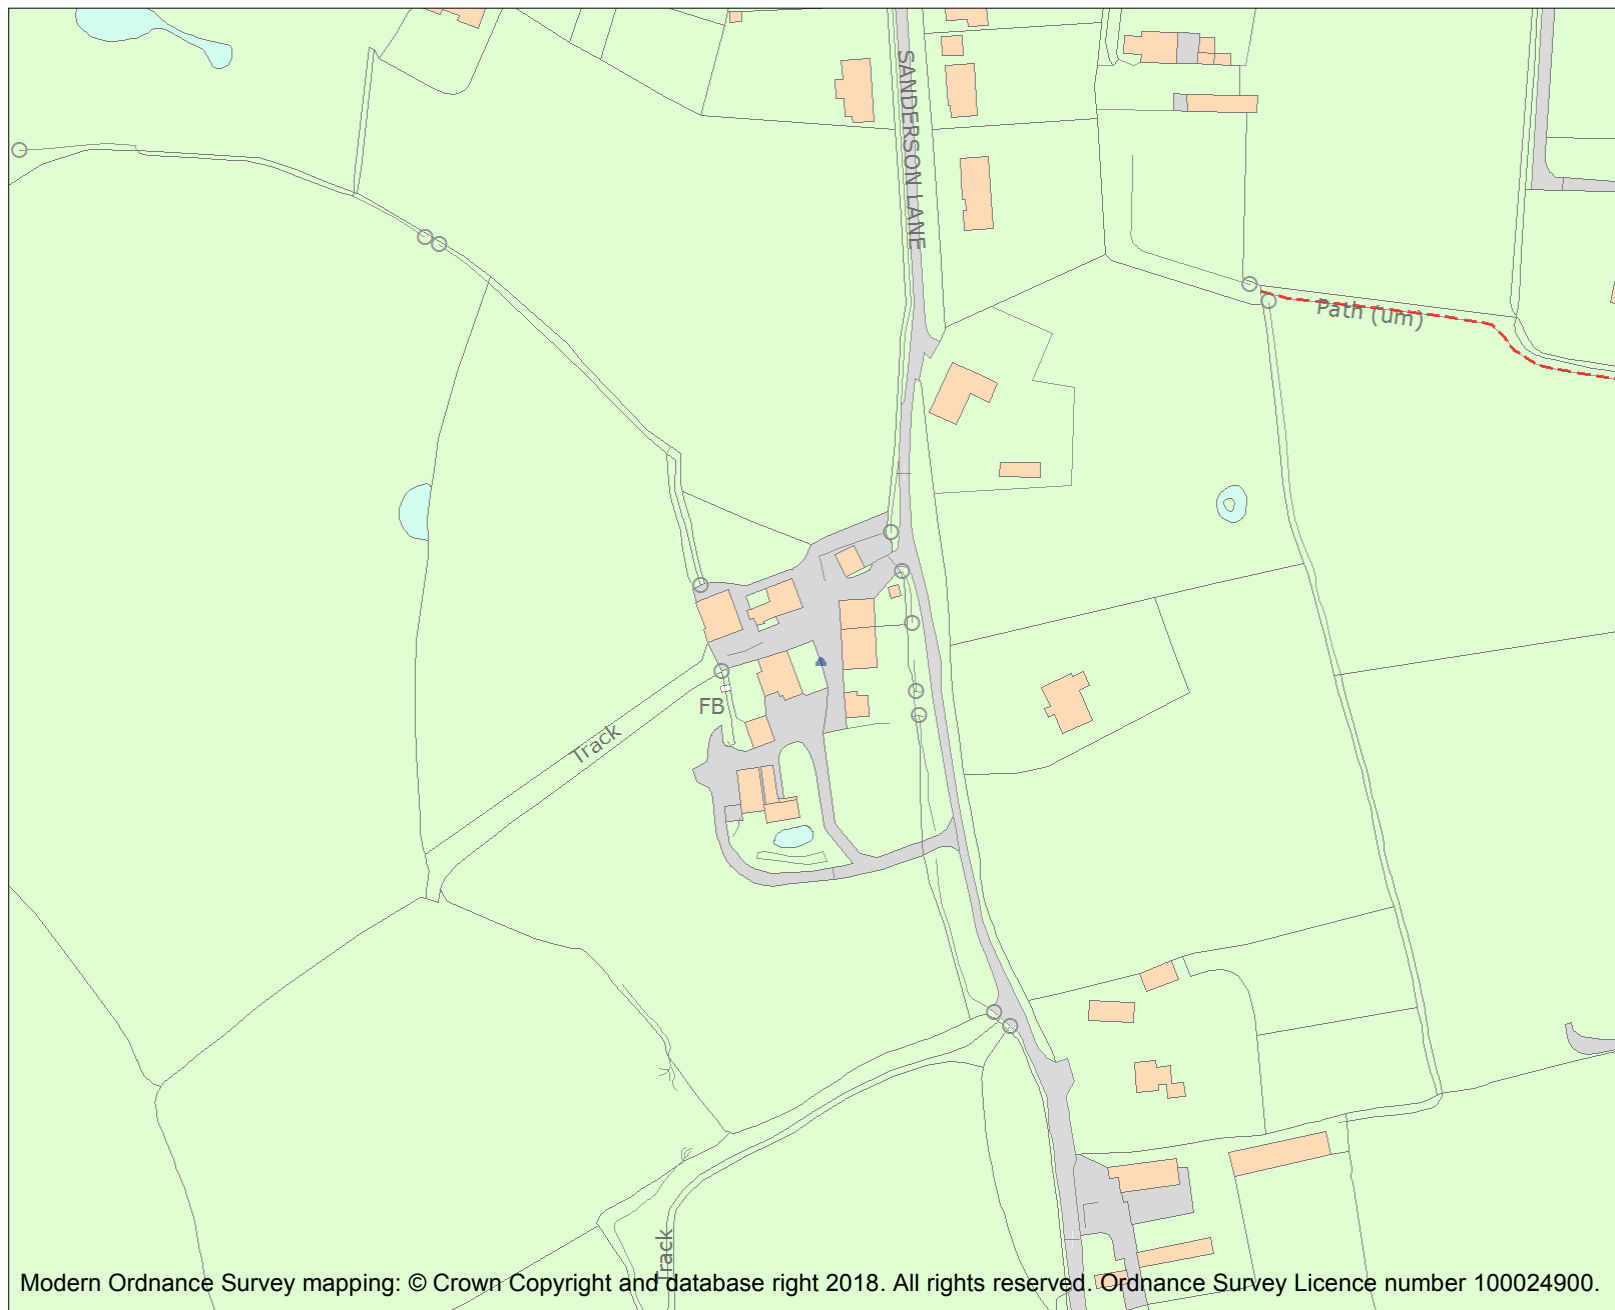 SANDERSON LANE
Path (um)
FB
Track
Track
Modern Ordnance Survey mapping: © Crown Copyright and database right 2018. All rights reserved. Ordnance Survey Licence number 100024900.